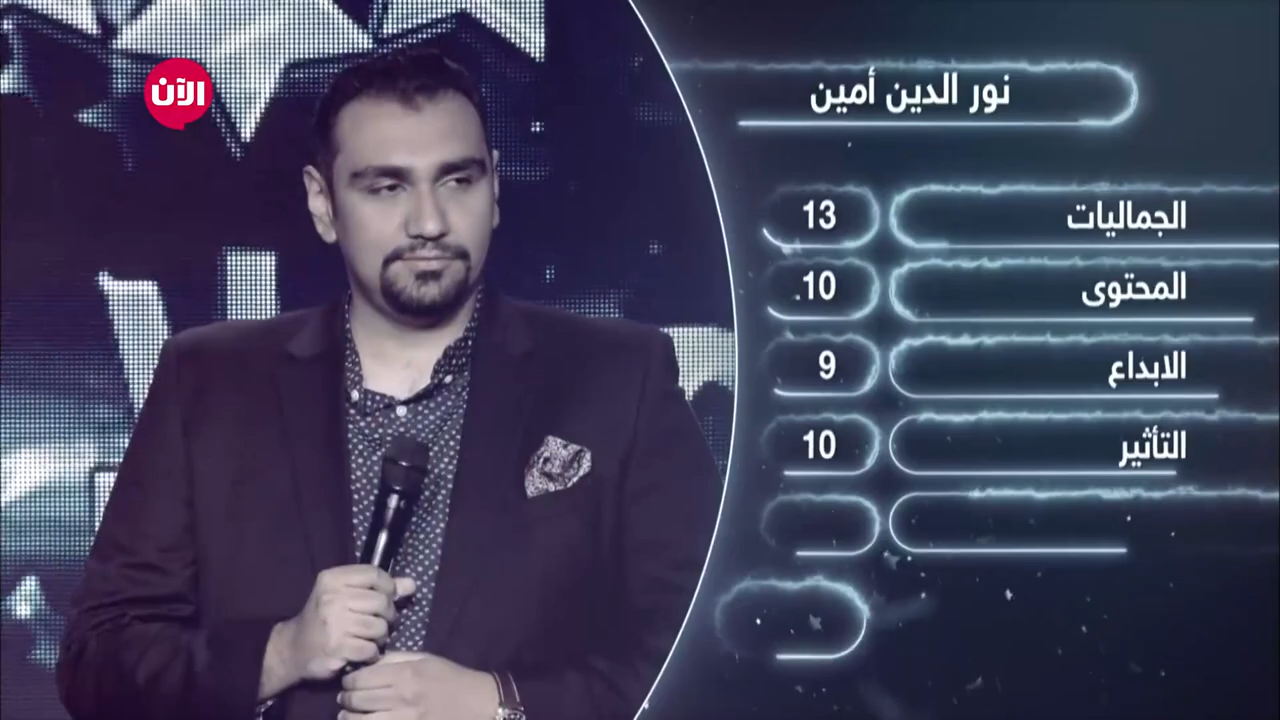 الآن
نور الدين أمين
الجماليات 13
المحتوى 10
الابداع 9
التأثير 10